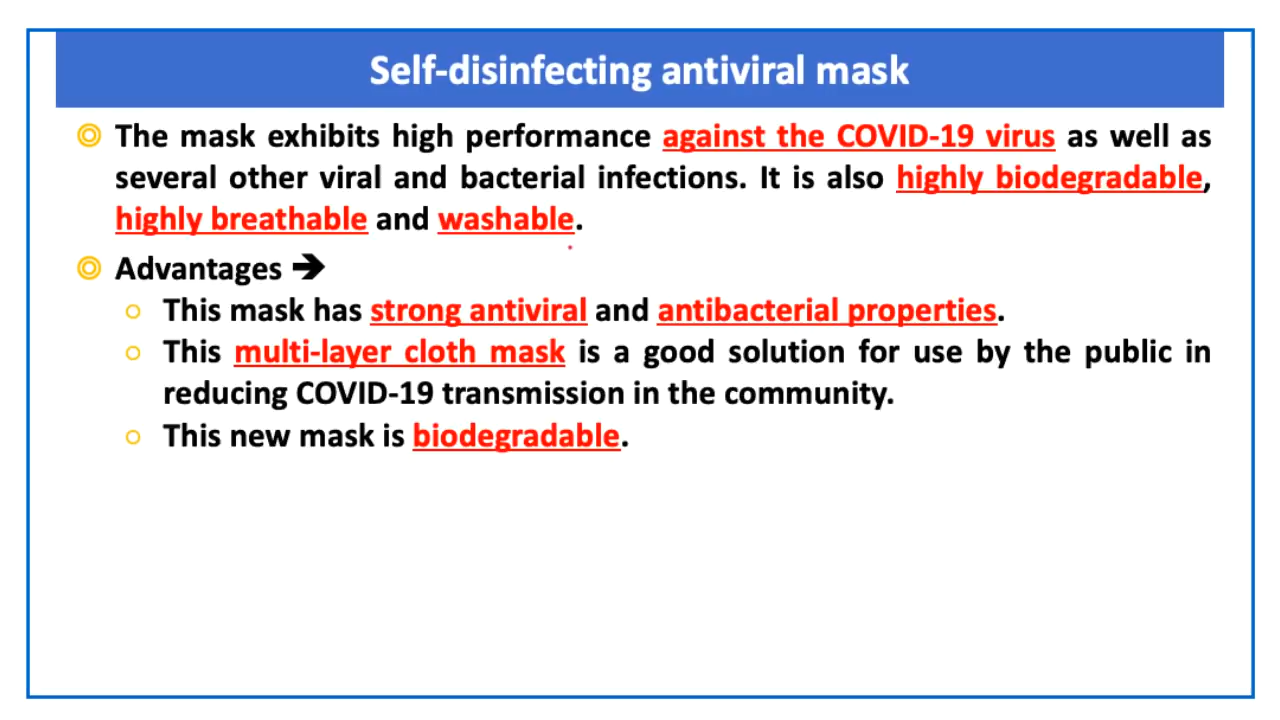 Self-disinfecting antiviral mask
◎ The mask exhibits high performance against the COVID-19 virus as well as
several other viral and bacterial infections. It is also highly biodegradable,
highly breathable and washable.
◎ Advantages ➔
○ This mask has strong antiviral and antibacterial properties.
○ This multi-layer cloth mask is a good solution for use by the public in
reducing COVID-19 transmission in the community.
○ This new mask is biodegradable.